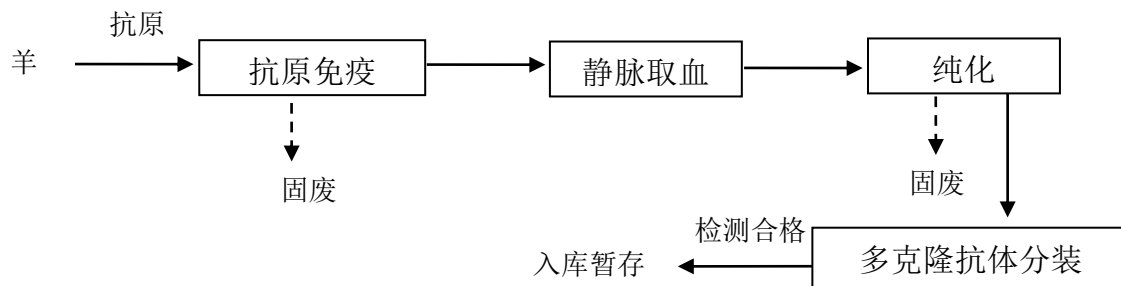 抗原
羊
抗原免疫
静脉取血
纯化
固废
固废
检测合格
入库暂存
多克隆抗体分装